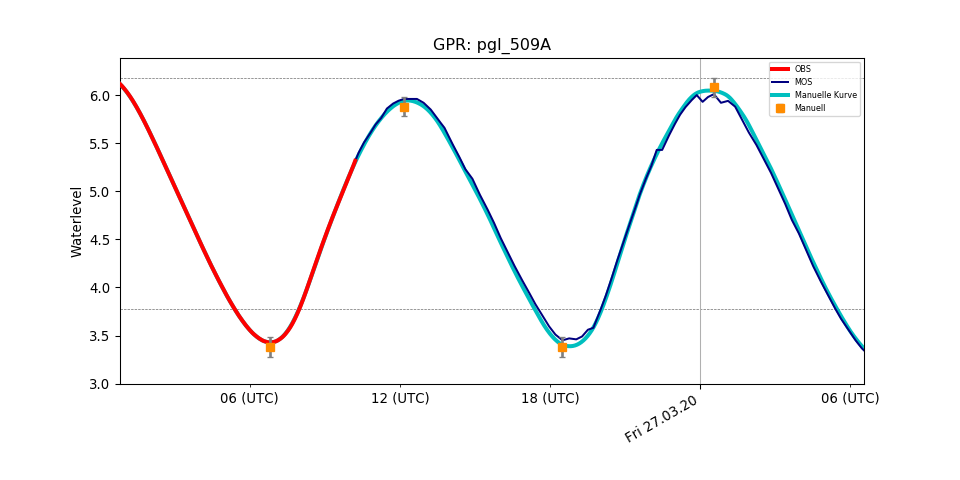 GPR: pgl_509A
OBS
MOS
Manuelle Kurve
Manuell
Waterlevel
6.0
5.5
5.0
4.5
4.0
3.5
3.0
06 (UTC)
12 (UTC)
18 (UTC)
Fri 27.03.20
06 (UTC)